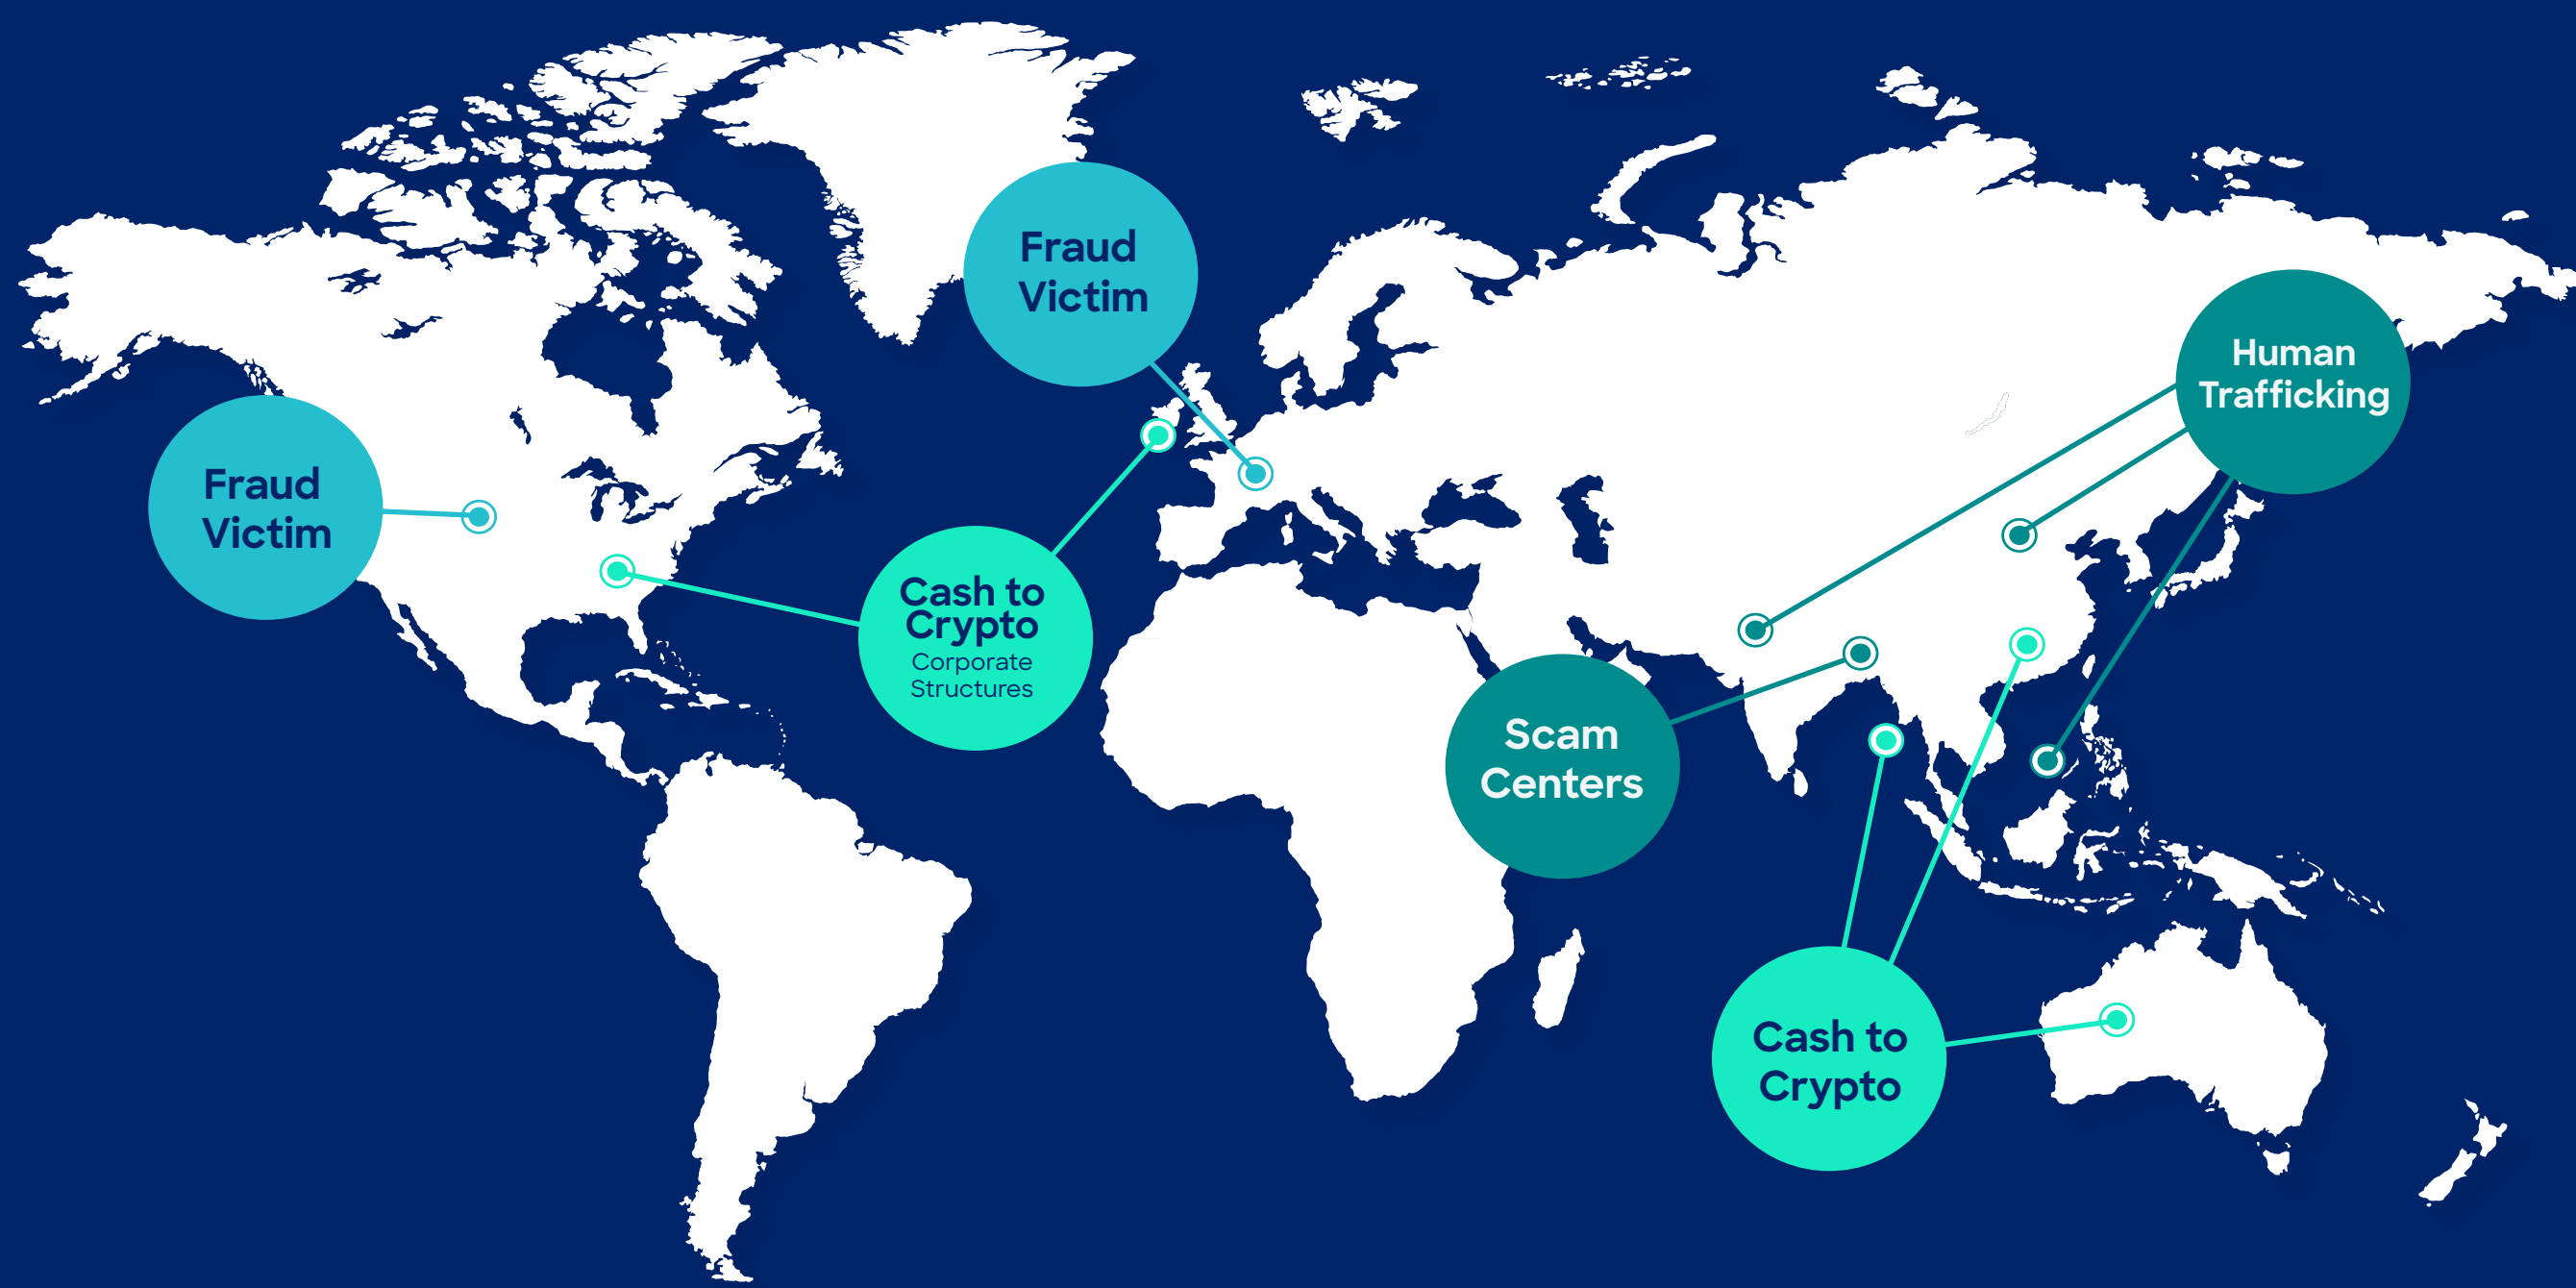 Fraud
Victim
Human
Trafficking
Fraud
Victim
Cash to
Crypto
Corporate
Structures
Scam
Centers
Cash to
Crypto